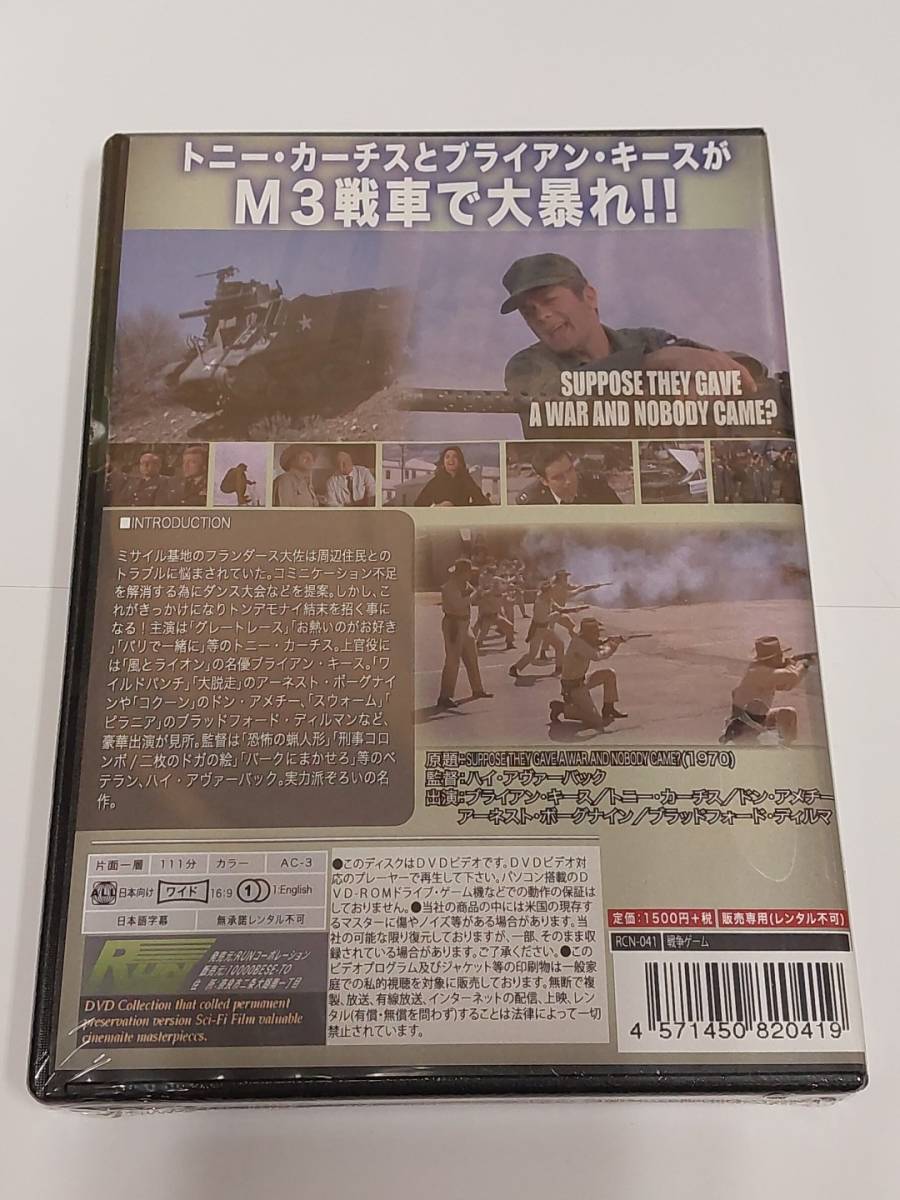 トニー・カーチスとブライアン・キースが
M3戦車で大暴れ!!
SUPPOSE THEY GAVE
A WAR AND NOBODY CAME?
■INTRODUCTION
ミサイル基地のフランダース大佐は周辺住民との
トラブルに悩まされていた。コミニケーション不足
を解消する為にダンス大会などを提案。しかし、こ
れがきっかけになりトンデモナイ結末を招く事に
なる!主演は「グレートレース」「お熱いのがお好き」
「パリで一緒に」等のトニー・カーチス。上官役に
は「風とライオン」の名優ブライアン・キース。「ワ
イルドバンチ」「大脱走」のアーネスト・ボーグナイ
ンや「コクーン」のドン・アメチー、「スウォーム」「ピ
ラニア」のブラッドフォード・ディルマンなど、
豪華出演が見所。監督は「恐怖の蝋人形」「刑事コロ
ンボ/二枚のドガの絵」「バークにまかせろ」等のベ
テラン、ハイ・アヴァーバック。実力派ぞろいの名
作。
原題:SUPPOSE THEY GAVE A WAR AND NOBODY CAME?(1970)
監督:ハイ・アヴァーバック
出演:ブライアン・キース/トニー・カーチス/ドン・アメチー
アーネスト・ボーグナイン/ブラッドフォード・ディルマ
片面一層 111分 カラー AC-3
ALL 日本向け ワイド 16:9 1 1:English
日本語字幕 無承諾レンタル不可
RUN
発売元:RUNコーポレーション
販売元:10000BESE-TO
DVD Collection that colled permanent
preservation version Sci-Fi Film valuable
cinemaite masterpieccs.
●このディスクはDVDビデオです。DVDビデオ対
応のプレーヤーで再生して下さい。パソコン搭載のD
VD-ROMドライブ・ゲーム機などでの動作の保証は
しておりません。●当社の商品の中には米国の現存す
るマスターに傷やノイズ等がある場合があります。当
社の可能な限り復元しておりますが、一部、そのまま収
録されている場合があります。ご了承ください。●この
ビデオプログラム及びジャケット等の印刷物は一般家
庭での私的視聴を対象に販売しております。無断で複
製、放送、有線放送、インターネットの配信、上映、レン
タル(有償・無償を問わず)することは法律によって一切
禁止されています。
定価:1500円+税 販売専用(レンタル不可)
RCN-041 戦争ゲーム
4 571450 820419